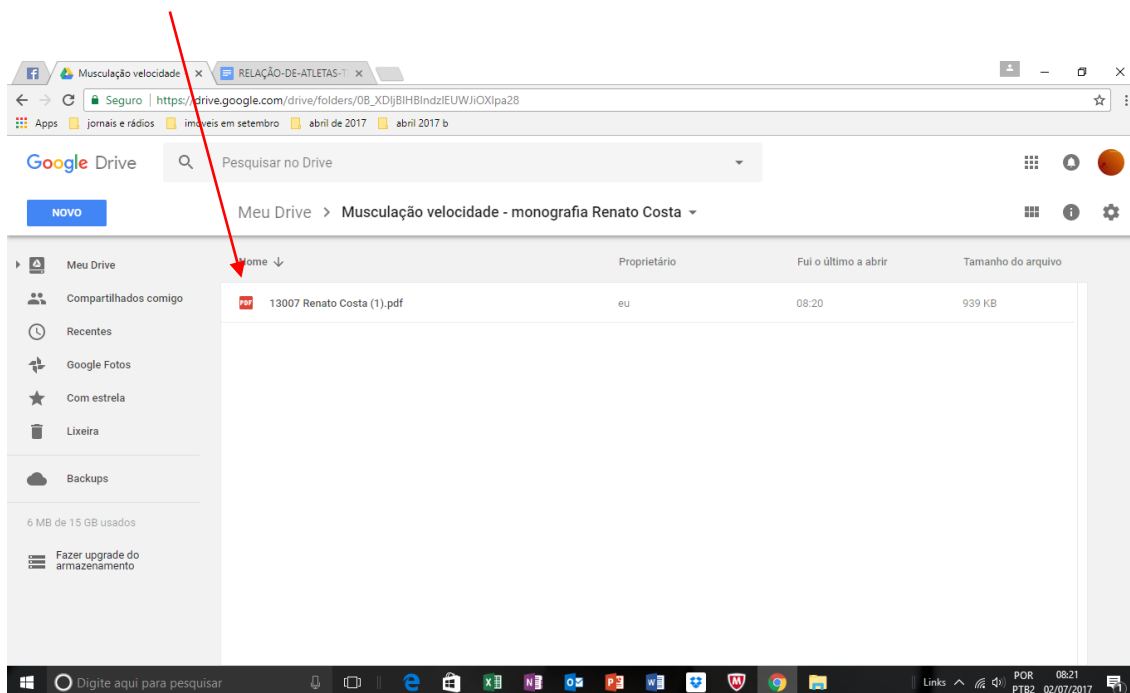 Musculação velocidade
RELAÇÃO-DE-ATLETAS-T
Seguro
https://drive.google.com/drive/folders/0B_XDIjBIHBIndzlEUWJiOXlpa28
Apps
jornais e rádios
imóveis em setembro
abril de 2017
abril 2017 b
Google Drive
Pesquisar no Drive
NOVO
Meu Drive > Musculação velocidade - monografia Renato Costa
Meu Drive
Compartilhados comigo
Recentes
Google Fotos
Com estrela
Lixeira
Backups
6 MB de 15 GB usados
Fazer upgrade do
armazenamento
Nome
Proprietário
Fui o último a abrir
Tamanho do arquivo
PDF
13007 Renato Costa (1).pdf
eu
08:20
939 KB
Digite aqui para pesquisar
Links
POR
PTB2
08:21
02/07/2017